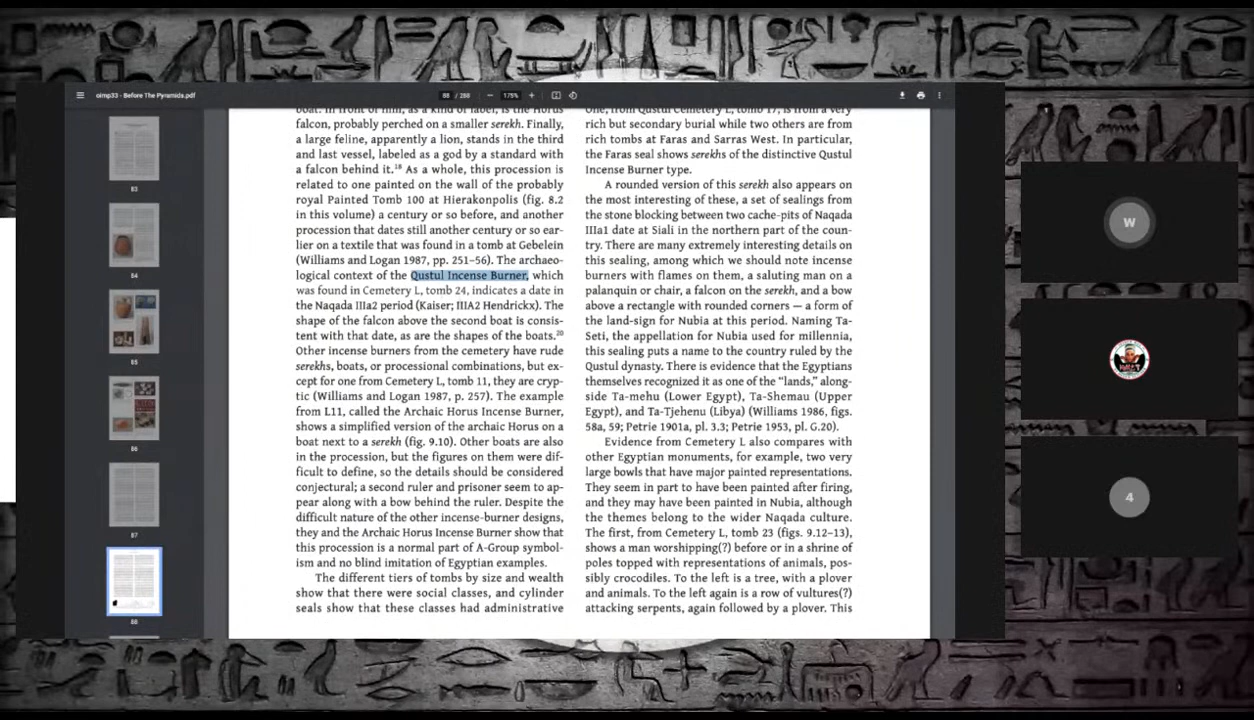 oimp33 - Before The Pyramids.pdf
88 / 288
175%
83
84
85
86
87
88
boat. In front of him, as a kind of label, is the Horus
falcon, probably perched on a smaller serekh. Finally,
a large feline, apparently a lion, stands in the third
and last vessel, labeled as a god by a standard with
a falcon behind it.¹⁸ As a whole, this procession is
related to one painted on the wall of the probably
royal Painted Tomb 100 at Hierakonpolis (fig. 8.2
in this volume) a century or so before, and another
procession that dates still another century or so ear-
lier on a textile that was found in a tomb at Gebelein
(Williams and Logan 1987, pp. 251–56). The archaeo-
logical context of the Qustul Incense Burner, which
was found in Cemetery L, tomb 24, indicates a date in
the Naqada IIIa2 period (Kaiser; IIIA2 Hendrickx). The
shape of the falcon above the second boat is consis-
tent with that date, as are the shapes of the boats.²⁰
Other incense burners from the cemetery have rude
serekhs, boats, or processional combinations, but ex-
cept for one from Cemetery L, tomb 11, they are cryp-
tic (Williams and Logan 1987, p. 257). The example
from L11, called the Archaic Horus Incense Burner,
shows a simplified version of the archaic Horus on a
boat next to a serekh (fig. 9.10). Other boats are also
in the procession, but the figures on them were dif-
ficult to define, so the details should be considered
conjectural; a second ruler and prisoner seem to ap-
pear along with a bow behind the ruler. Despite the
difficult nature of the other incense-burner designs,
they and the Archaic Horus Incense Burner show that
this procession is a normal part of A-Group symbol-
ism and no blind imitation of Egyptian examples.
The different tiers of tombs by size and wealth
show that there were social classes, and cylinder
seals show that these classes had administrative
One, from Qustul Cemetery L, tomb 17, is from a very
rich but secondary burial while two others are from
rich tombs at Faras and Sarras West. In particular,
the Faras seal shows serekhs of the distinctive Qustul
Incense Burner type.
A rounded version of this serekh also appears on
the most interesting of these, a set of sealings from
the stone blocking between two cache-pits of Naqada
IIIa1 date at Siali in the northern part of the coun-
try. There are many extremely interesting details on
this sealing, among which we should note incense
burners with flames on them, a saluting man on a
palanquin or chair, a falcon on the serekh, and a bow
above a rectangle with rounded corners — a form of
the land-sign for Nubia at this period. Naming Ta-
Seti, the appellation for Nubia used for millennia,
this sealing puts a name to the country ruled by the
Qustul dynasty. There is evidence that the Egyptians
themselves recognized it as one of the “lands,” along-
side Ta-mehu (Lower Egypt), Ta-Shemau (Upper
Egypt), and Ta-Tjehenu (Libya) (Williams 1986, figs.
58a, 59; Petrie 1901a, pl. 3.3; Petrie 1953, pl. G.20).
Evidence from Cemetery L also compares with
other Egyptian monuments, for example, two very
large bowls that have major painted representations.
They seem in part to have been painted after firing,
and they may have been painted in Nubia, although
the themes belong to the wider Naqada culture.
The first, from Cemetery L, tomb 23 (figs. 9.12–13),
shows a man worshipping(?) before or in a shrine of
poles topped with representations of animals, pos-
sibly crocodiles. To the left is a tree, with a plover
and animals. To the left again is a row of vultures(?)
attacking serpents, again followed by a plover. This
W
4